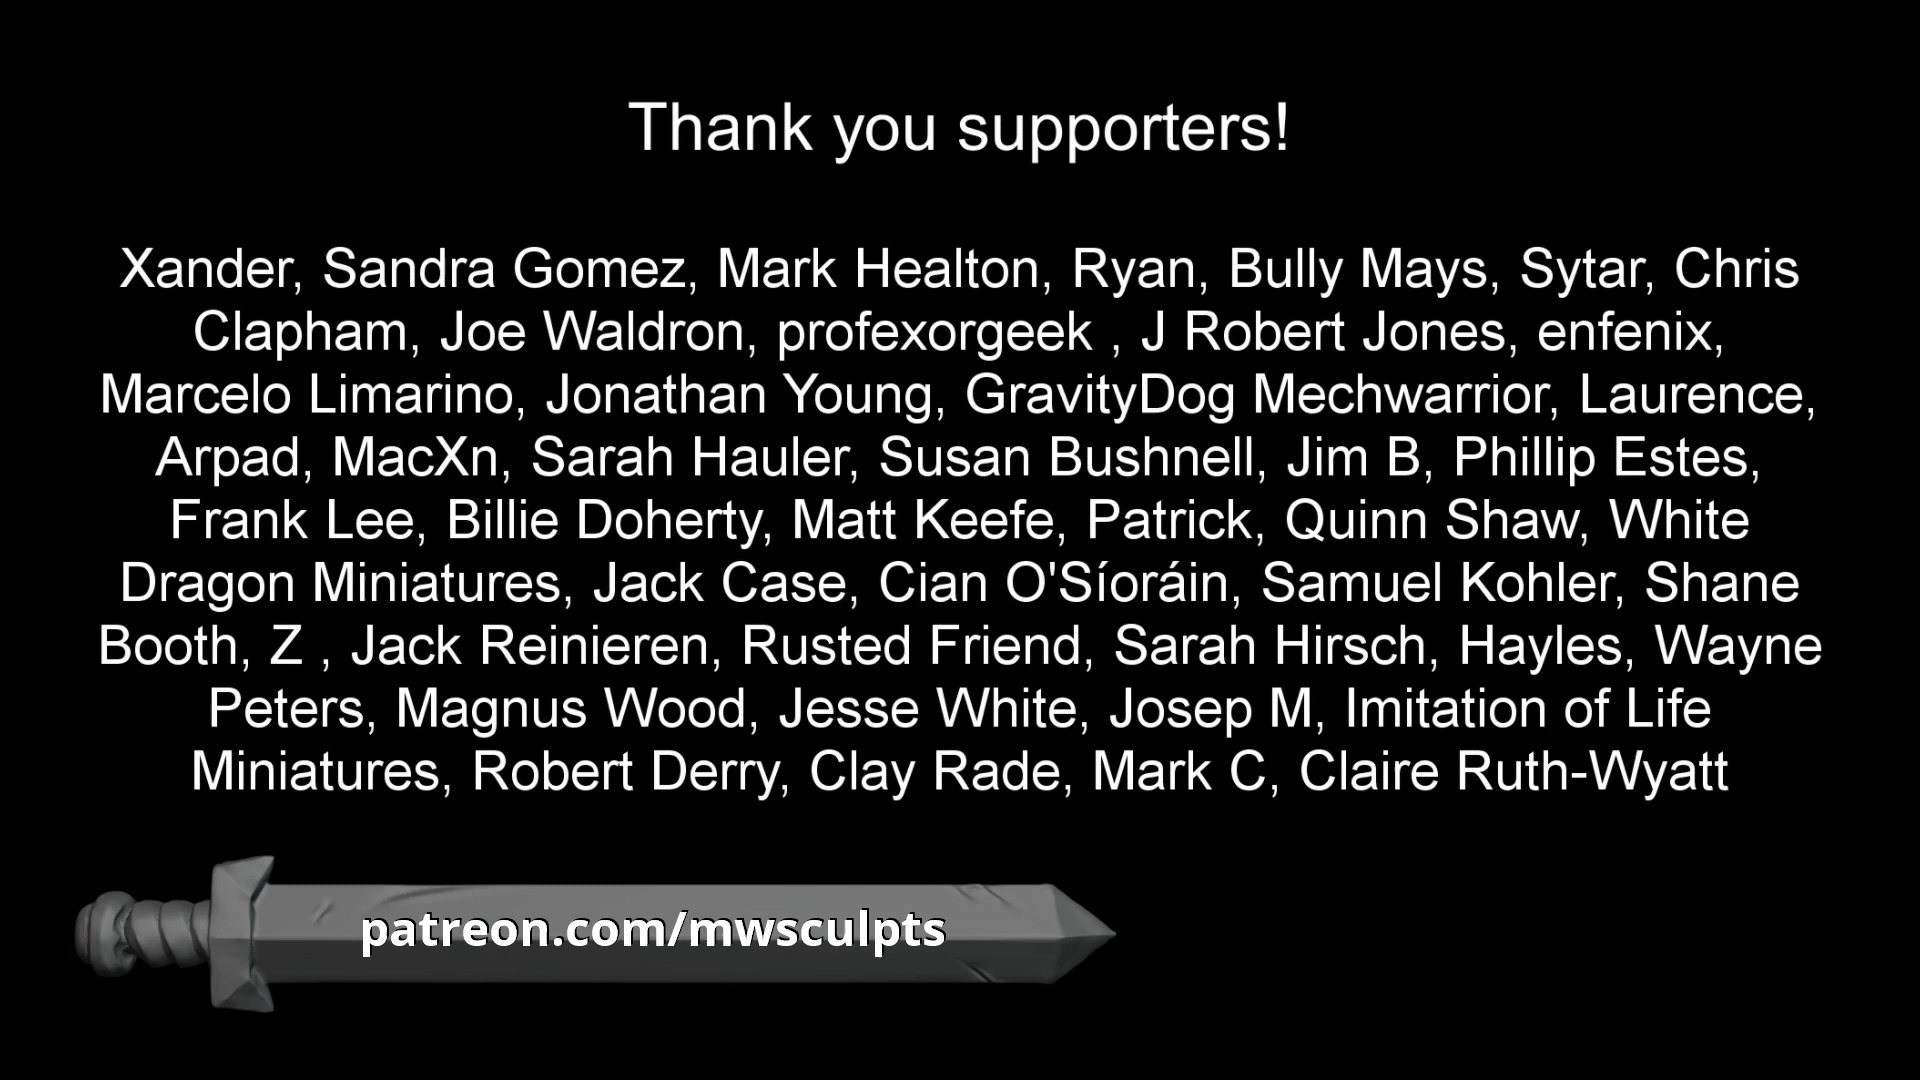 Thank you supporters!
Xander, Sandra Gomez, Mark Healton, Ryan, Bully Mays, Sytar, Chris
Clapham, Joe Waldron, profexorgeek , J Robert Jones, enfenix,
Marcelo Limarino, Jonathan Young, GravityDog Mechwarrior, Laurence,
Arpad, MacXn, Sarah Hauler, Susan Bushnell, Jim B, Phillip Estes,
Frank Lee, Billie Doherty, Matt Keefe, Patrick, Quinn Shaw, White
Dragon Miniatures, Jack Case, Cian O'Síoráin, Samuel Kohler, Shane
Booth, Z , Jack Reinieren, Rusted Friend, Sarah Hirsch, Hayles, Wayne
Peters, Magnus Wood, Jesse White, Josep M, Imitation of Life
Miniatures, Robert Derry, Clay Rade, Mark C, Claire Ruth-Wyatt
patreon.com/mwsculpts